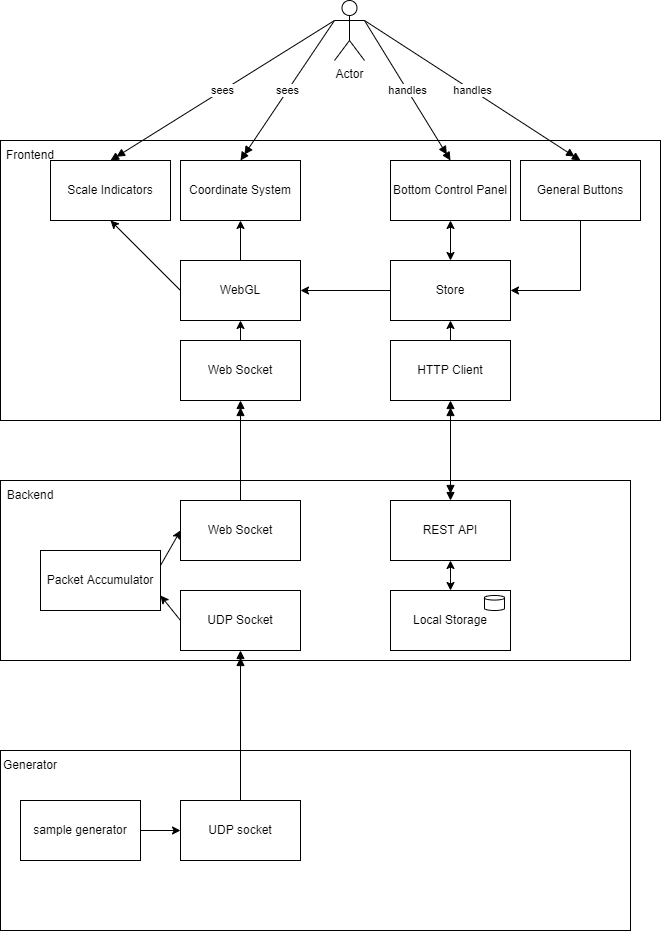 Actor
sees
sees
handles
handles
Frontend
Scale Indicators
Coordinate System
Bottom Control Panel
General Buttons
WebGL
Store
Web Socket
HTTP Client
Backend
Web Socket
REST API
Packet Accumulator
UDP Socket
Local Storage
Generator
sample generator
UDP socket